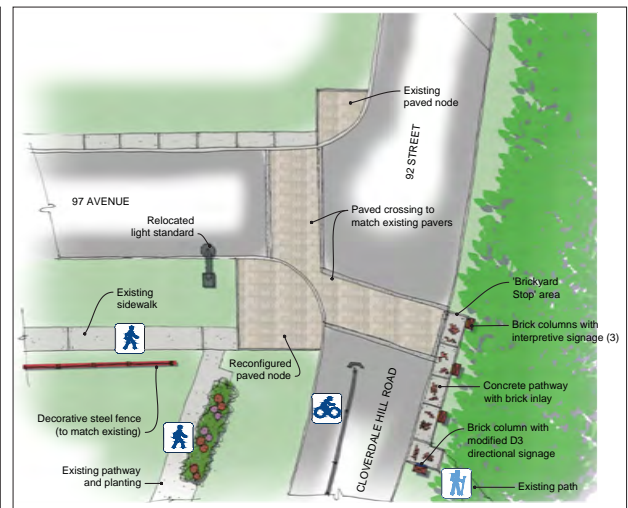 Existing
paved node
92 STREET
97 AVENUE
Relocated
light standard
Paved crossing to
match existing pavers
'Brickyard
Stop' area
Existing
sidewalk
Brick columns with
interpretive signage (3)
Reconfigured
paved node
CLOVERDALE HILL ROAD
Concrete pathway
with brick inlay
Decorative steel fence
(to match existing)
Brick column with
modified D3
directional signage
Existing pathway
and planting
Existing path